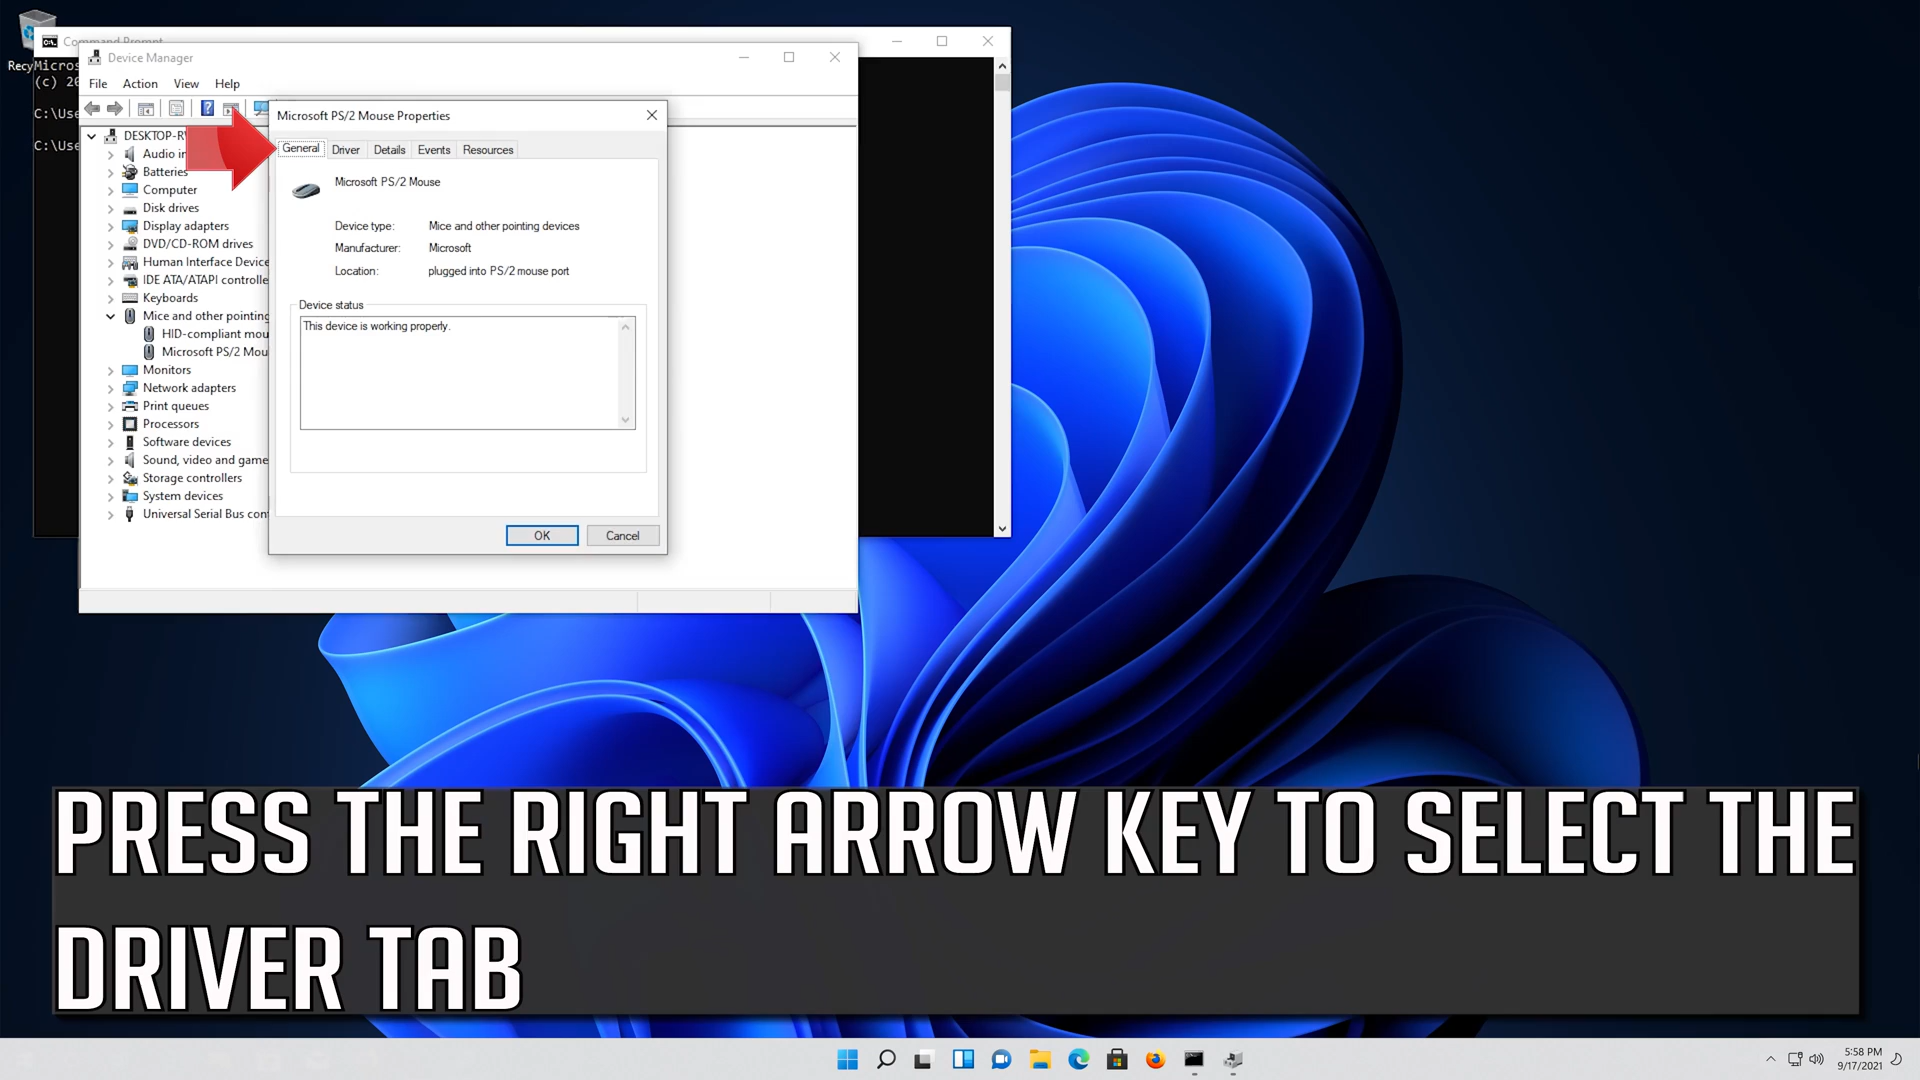 Command Prompt
Device Manager
File Action View Help
(c) 20
Microsoft PS/2 Mouse Properties
General Driver Details Events Resources
Audio in
Batteries
Computer
Disk drives
Display adapters
DVD/CD-ROM drives
Human Interface Device
IDE ATA/ATAPI controlle
Keyboards
Mice and other pointing
HID-compliant mou
Microsoft PS/2 Mou
Monitors
Network adapters
Print queues
Processors
Software devices
Sound, video and game
Storage controllers
System devices
Universal Serial Bus con
Microsoft PS/2 Mouse
Device type: Mice and other pointing devices
Manufacturer: Microsoft
Location: plugged into PS/2 mouse port
Device status
This device is working properly.
OK Cancel
PRESS THE RIGHT ARROW KEY TO SELECT THE
DRIVER TAB
5:58 PM
9/17/2021